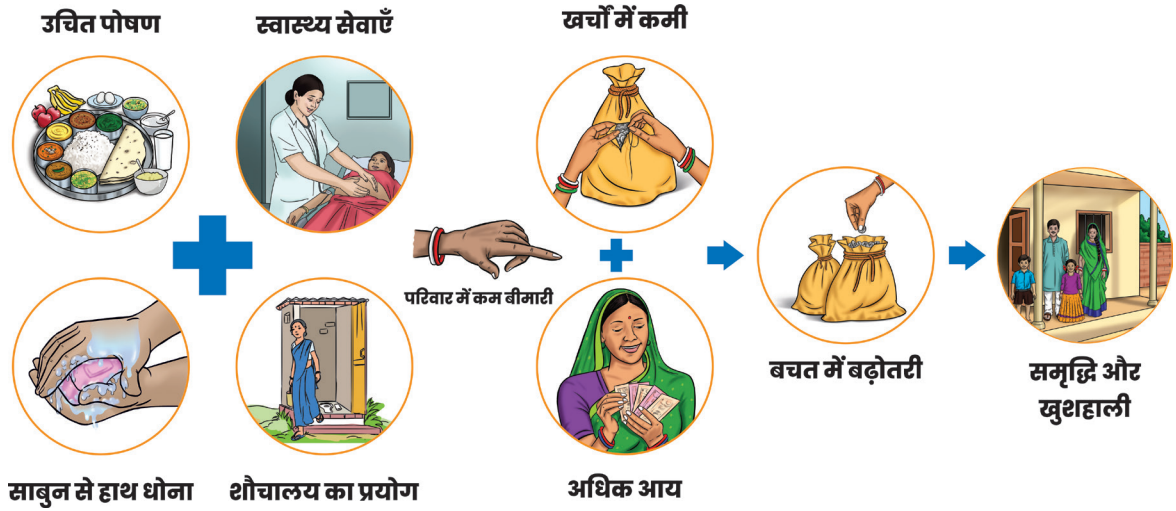 उचित पोषण
स्वास्थ्य सेवाएँ
खर्चों में कमी
परिवार में कम बीमारी
बचत में बढ़ोतरी
समृद्धि और
खुशहाली
साबुन से हाथ धोना
शौचालय का प्रयोग
अधिक आय